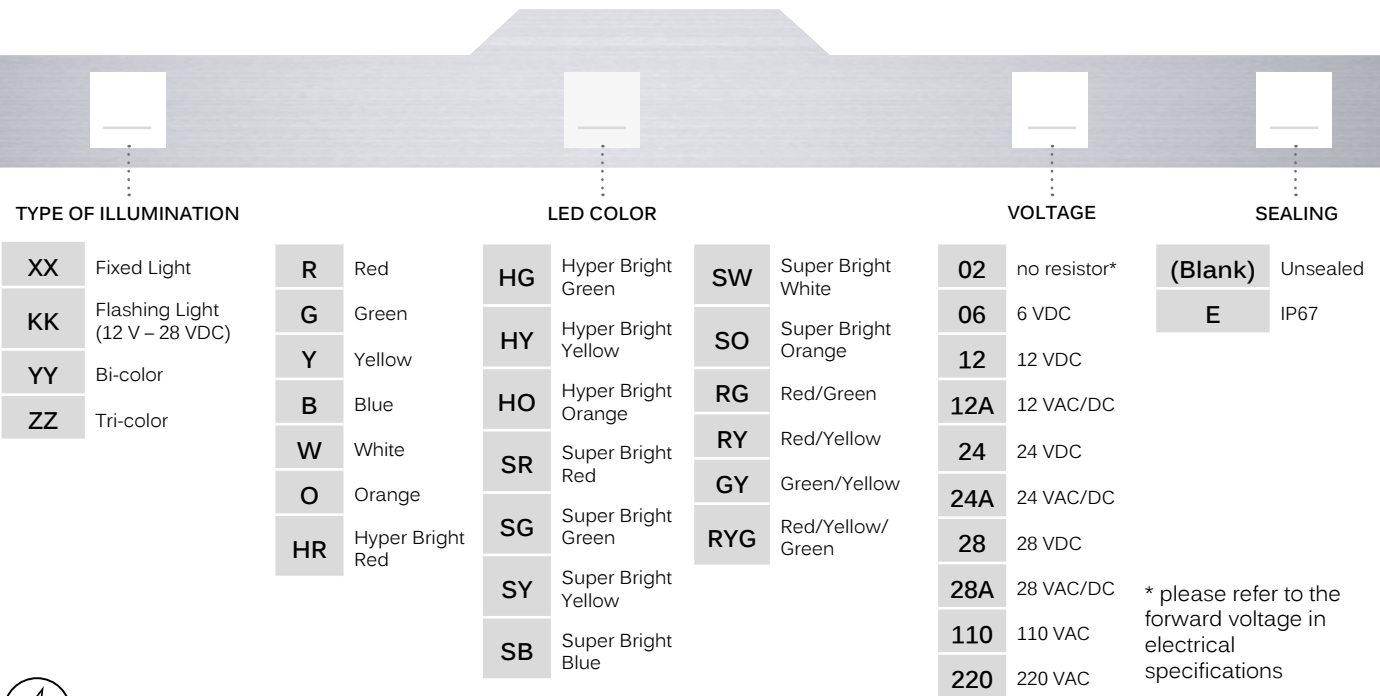 TYPE OF ILLUMINATION
XX Fixed Light
KK Flashing Light
(12 V – 28 VDC)
YY Bi-color
ZZ Tri-color
LED COLOR
R Red
G Green
Y Yellow
B Blue
W White
O Orange
HR Hyper Bright
Red
HG Hyper Bright
Green
HY Hyper Bright
Yellow
HO Hyper Bright
Orange
SR Super Bright
Red
SG Super Bright
Green
SY Super Bright
Yellow
SB Super Bright
Blue
SW Super Bright
White
SO Super Bright
Orange
RG Red/Green
RY Red/Yellow
GY Green/Yellow
RYG Red/Yellow/
Green
VOLTAGE
02 no resistor*
06 6 VDC
12 12 VDC
12A 12 VAC/DC
24 24 VDC
24A 24 VAC/DC
28 28 VDC
28A 28 VAC/DC
110 110 VAC
220 220 VAC
SEALING
(Blank) Unsealed
E IP67
* please refer to the
forward voltage in
electrical
specifications